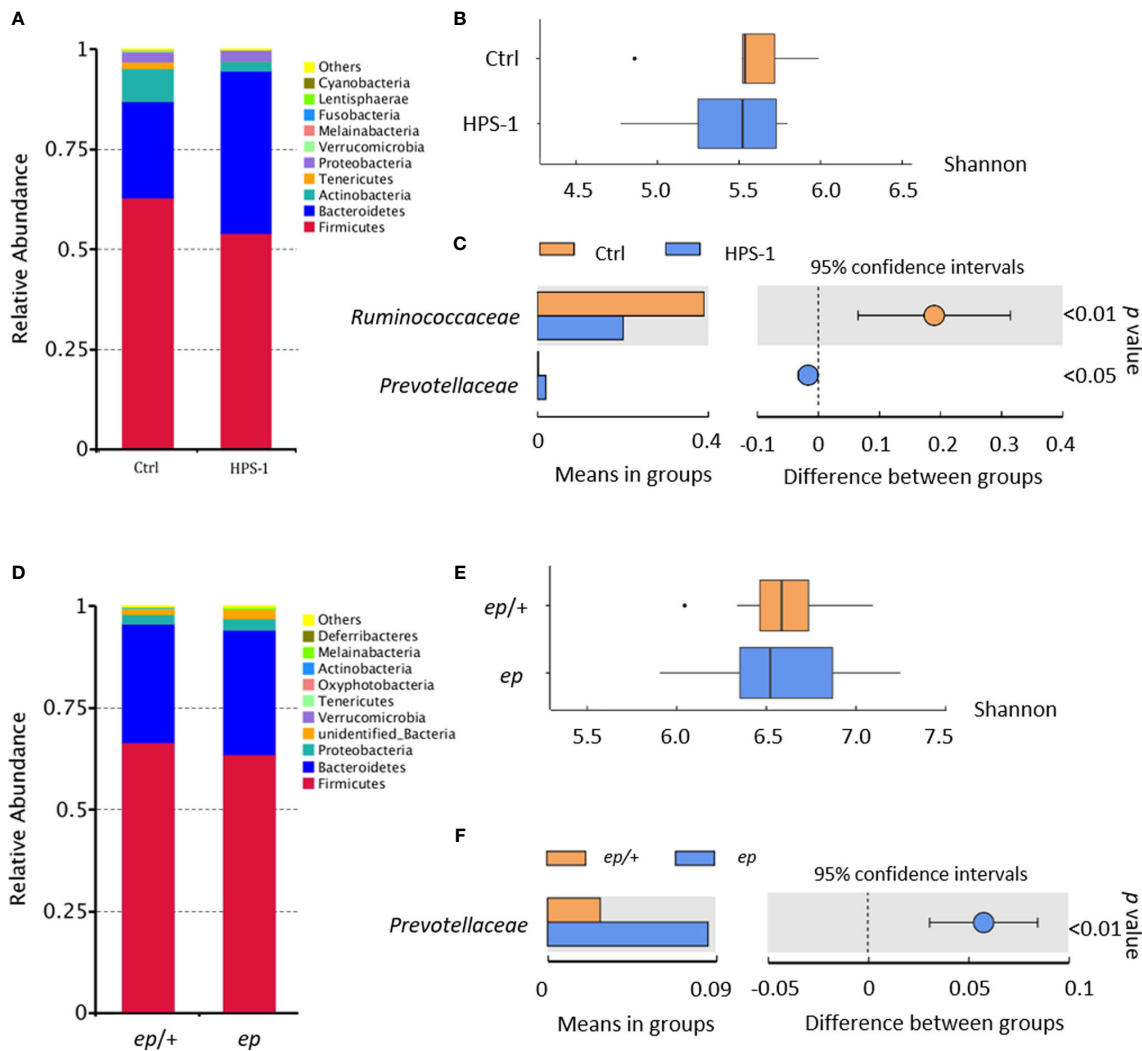 A
1
0.75
0.5
0.25
0
Relative Abundance
Ctrl
HPS-1
Others
Cyanobacteria
Lentisphaerae
Fusobacteria
Melainabacteria
Verrucomicrobia
Proteobacteria
Tenericutes
Actinobacteria
Bacteroidetes
Firmicutes
B
Ctrl
HPS-1
4.5 5.0 5.5 6.0 6.5
Shannon
C
Ctrl HPS-1
95% confidence intervals
Ruminococcaceae
<0.01
Prevotellaceae
<0.05
p value
0 0.4
-0.1 0 0.1 0.2 0.3 0.4
Means in groups
Difference between groups
D
1
0.75
0.5
0.25
0
Relative Abundance
ep/+
ep
Others
Deferribacteres
Melainabacteria
Actinobacteria
Oxyphotobacteria
Tenericutes
Verrucomicrobia
unidentified_Bacteria
Proteobacteria
Bacteroidetes
Firmicutes
E
ep/+
ep
5.5 6.0 6.5 7.0 7.5
Shannon
F
ep/+ ep
95% confidence intervals
Prevotellaceae
<0.01
p value
0 0.09
-0.05 0 0.05 0.1
Means in groups
Difference between groups